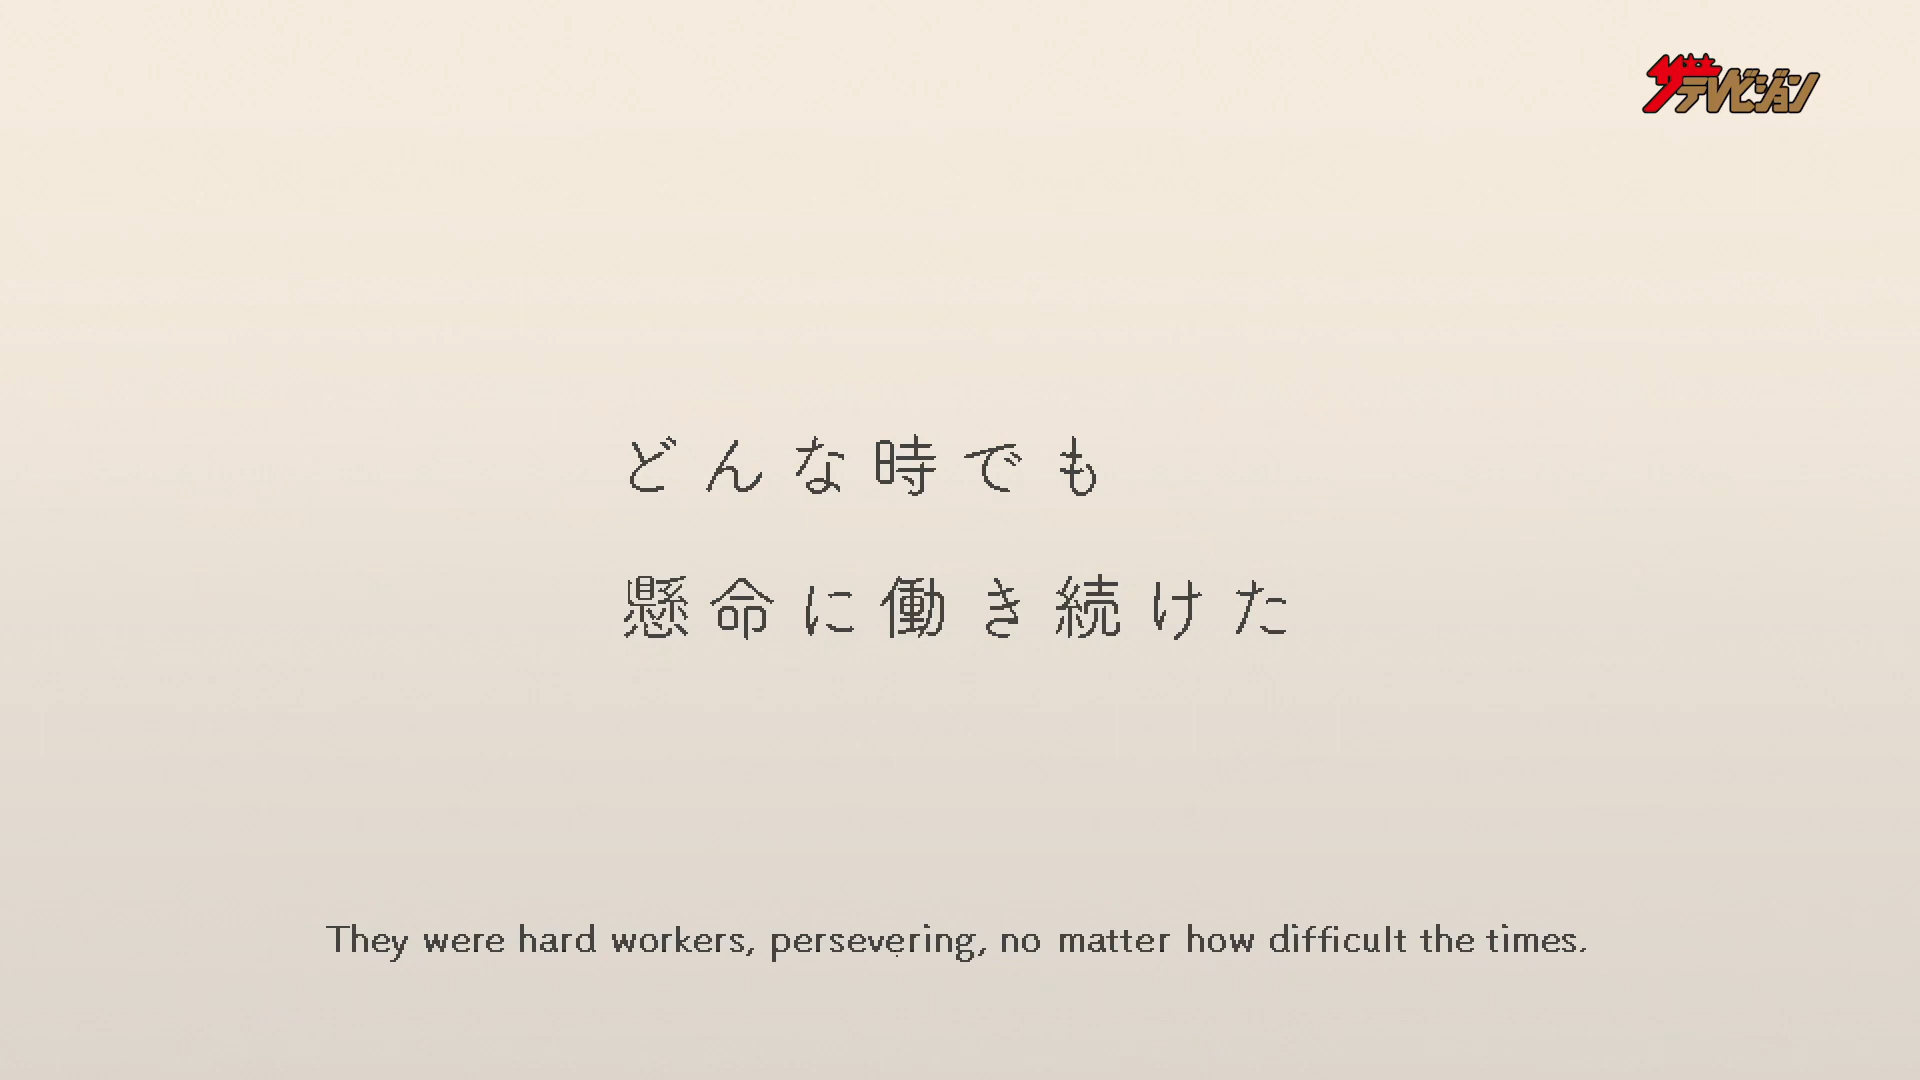 ザテレビジョン
どんな時でも
懸命に働き続けた
They were hard workers, persevering, no matter how difficult the times.